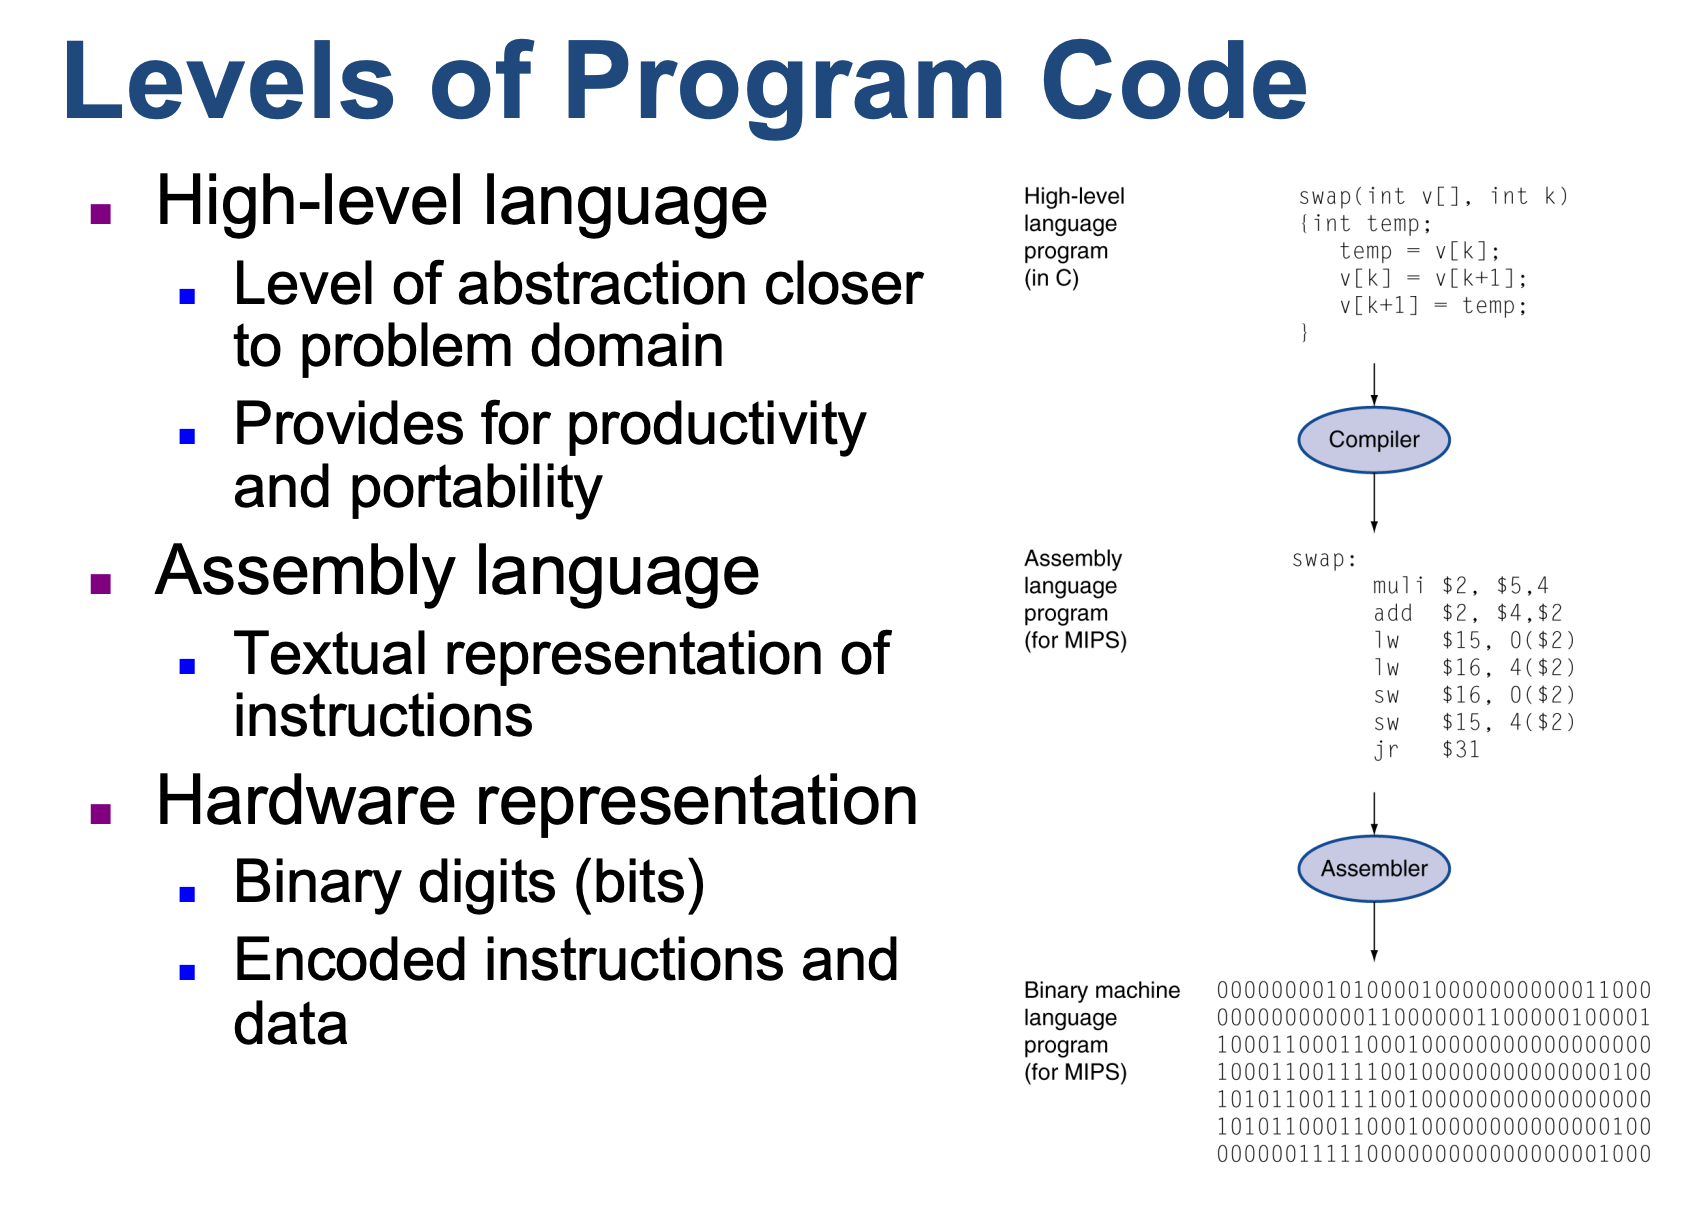 Levels of Program Code
High-level language
Level of abstraction closer
to problem domain
Provides for productivity
and portability
Assembly language
Textual representation of
instructions
Hardware representation
Binary digits (bits)
Encoded instructions and
data
High-level
language
program
(in C)
swap(int v[], int k)
{int temp;
temp = v[k];
v[k] = v[k+1];
v[k+1] = temp;
}
Compiler
Assembly
language
program
(for MIPS)
swap:
muli $2, $5,4
add $2, $4,$2
lw $15, 0($2)
lw $16, 4($2)
sw $16, 0($2)
sw $15, 4($2)
jr $31
Assembler
Binary machine
language
program
(for MIPS)
00000000101000010000000000011000
00000000000110000001100000100001
10001100011000100000000000000000
10001100111100100000000000000100
10101100111100100000000000000000
10101100011000100000000000000100
00000011111000000000000000001000